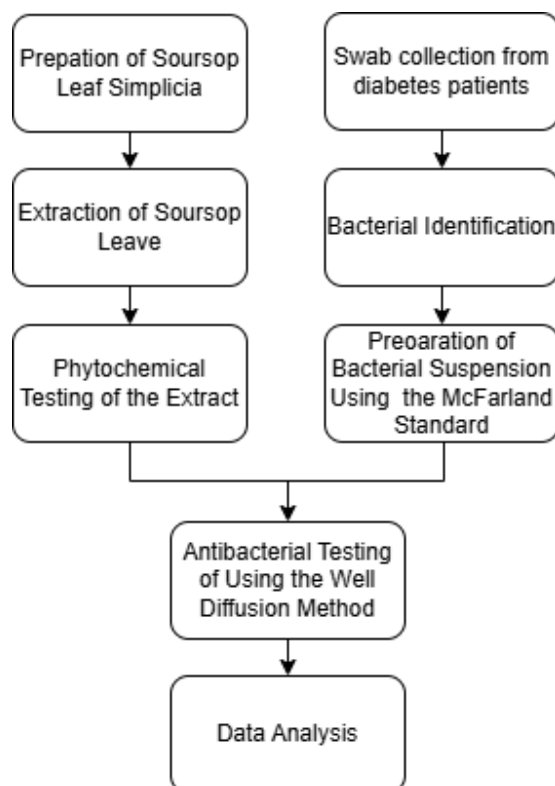 Prepation of Soursop
Leaf Simplicia
Swab collection from
diabetes patients
Extraction of Soursop
Leave
Bacterial Identification
Phytochemical
Testing of the Extract
Preoaration of
Bacterial Suspension
Using the McFarland
Standard
Antibacterial Testing
of Using the Well
Diffusion Method
Data Analysis